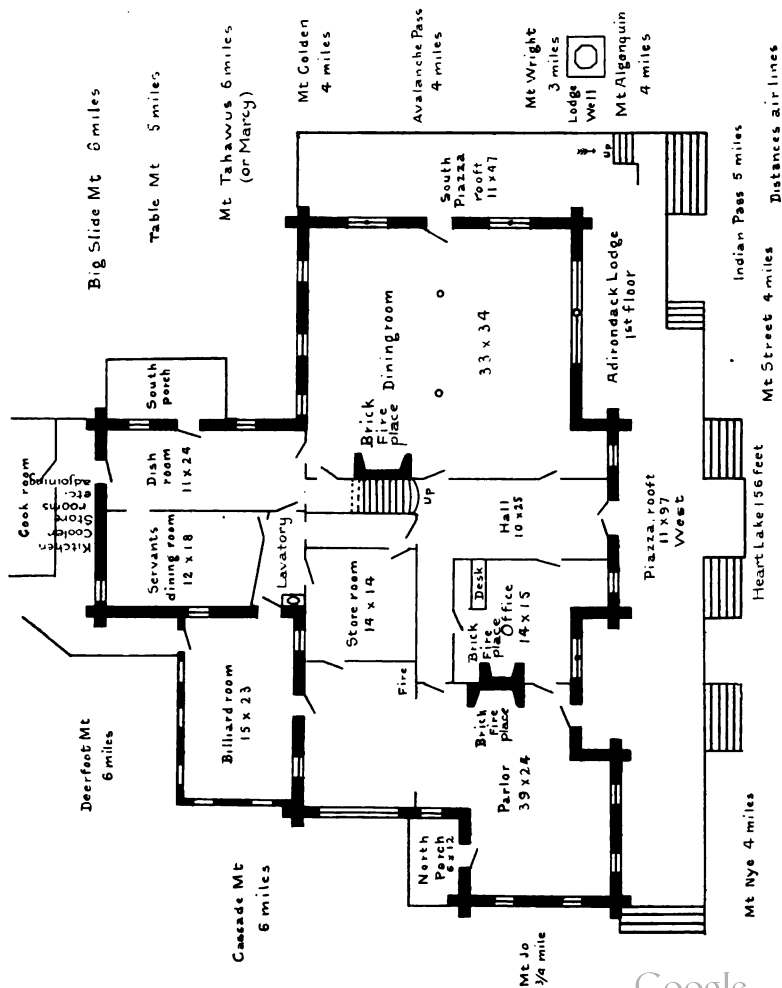 Big Slide Mt 6 miles
Table Mt 5 miles
Mt Tahawus 6 miles
(or Marcy)
Mt Colden
4 miles
Avalanche Pass
4 miles
Mt Wright
3 miles
Lodge
Well
Mt Algonquin
4 miles
Indian Pass 5 miles
Distances air lines
Mt Street 4 miles
Heart Lake 156 feet
Mt Nye 4 miles
Mt Jo
3/4 mile
Cascade Mt
6 miles
Deerfoot Mt
6 miles
Cook room
Kitchen
Cooler
Store
rooms
etc.
adjoining
South
porch
Dish
room
11 x 24
Servants
dining room
12 x 18
Lavatory
Billiard room
15 x 23
Store room
14 x 14
Fire
Brick
Fire
place
Dining room
33 x 34
South
Piazza
rooft
11 x 47
Up
Up
Hall
10 x 25
Desk
Office
14 x 15
Brick
Fire
place
Brick
Fire
place
Parlor
39 x 24
North
Porch
6 x 12
Adirondack Lodge
1st floor
Piazza, rooft
11 x 97
West
Google